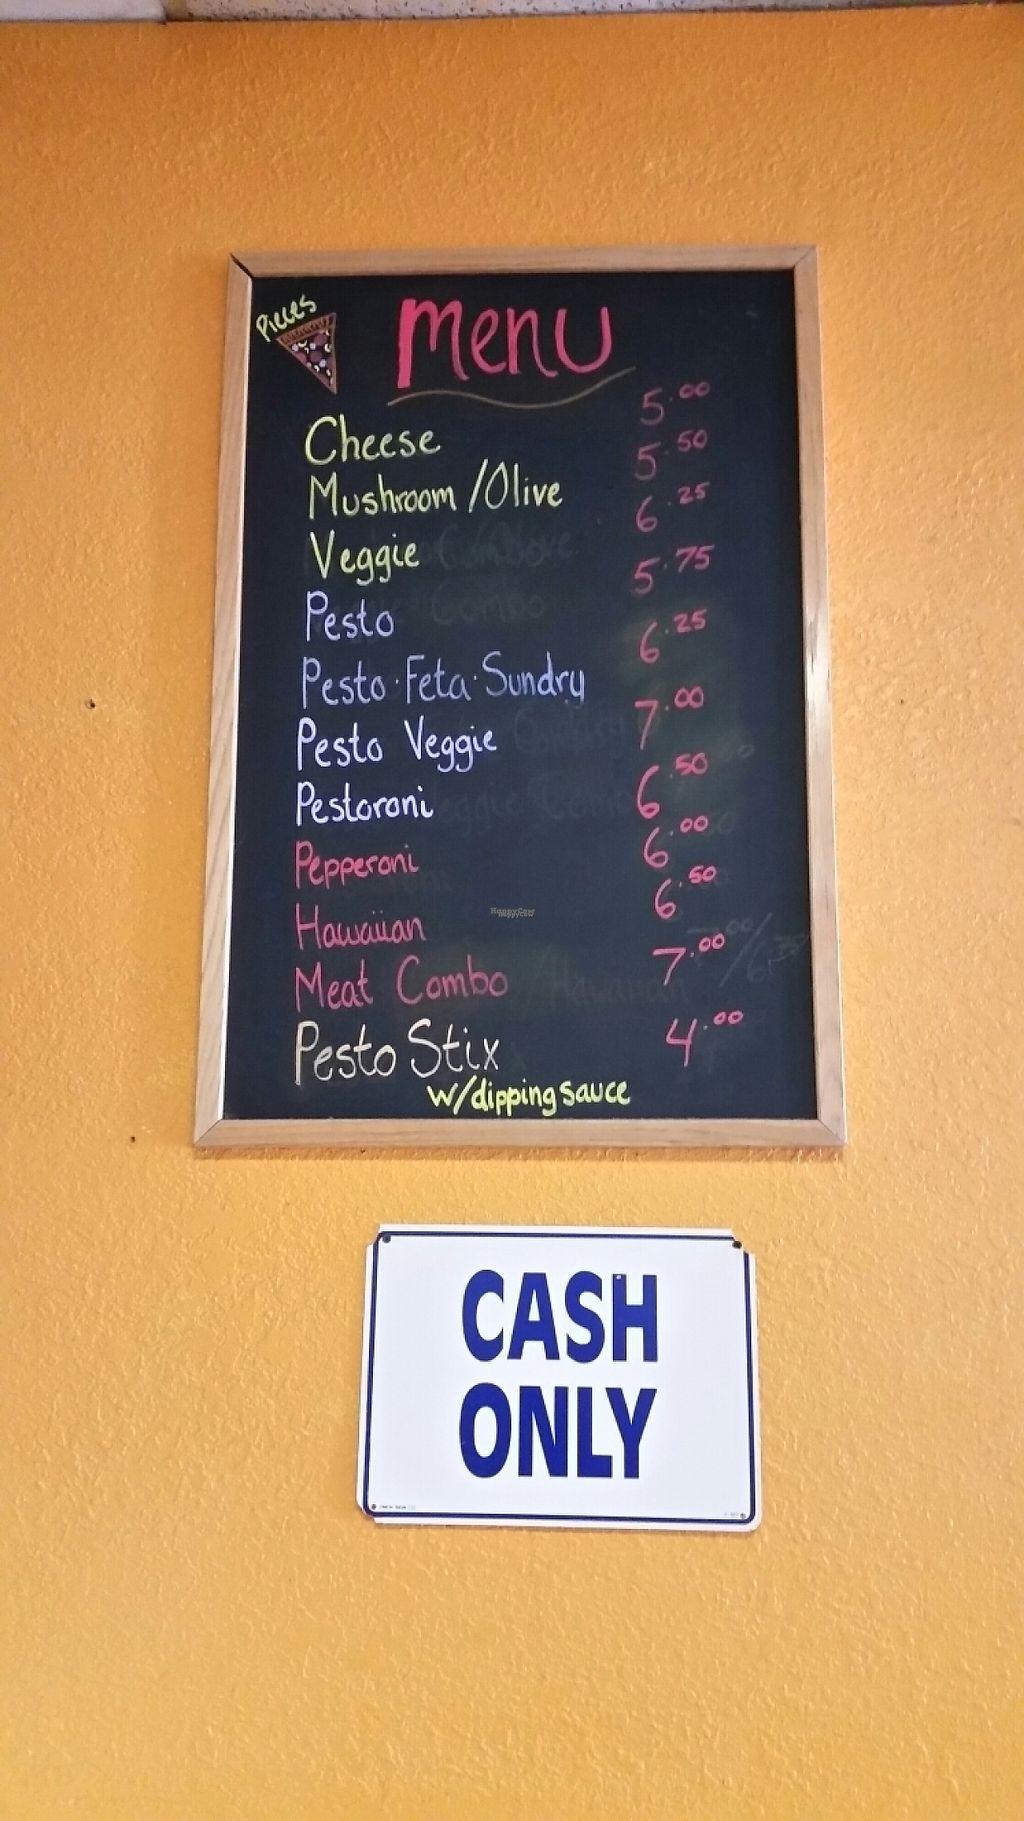 Pieces
Menu
Cheese 5.00
Mushroom/Olive 5.50
Veggie 6.25
Pesto 5.75
Pesto·Feta·Sundry 6.25
Pesto Veggie 7.00
Pestoroni 6.50
Pepperoni 6.00
Hawaiian 6.50
Meat Combo 7.00
Pesto Stix 4.00
w/dipping sauce
HappyCow
CASH
ONLY